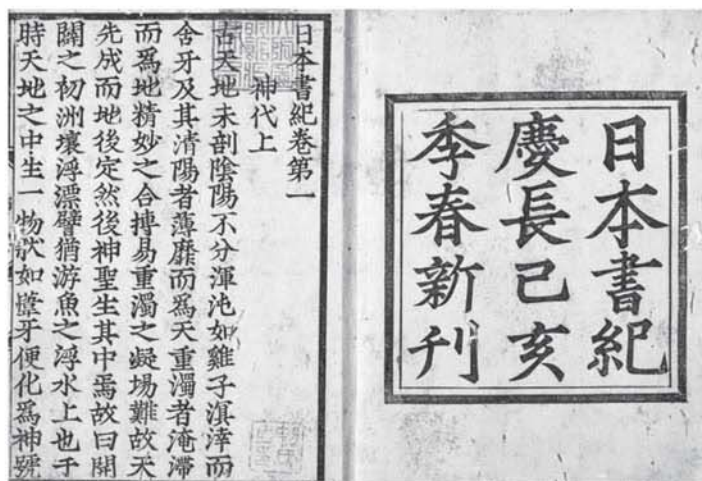 日本書紀
慶長己亥
季春新刊
日本書紀卷第一
神代上
古天地未剖陰陽不分渾沌如雞子溟涬而
含牙及其清陽者薄靡而爲天重濁者淹滯
而爲地精妙之合摶易重濁之凝場難故天
先成而地後定然後神聖生其中焉故曰開
闢之初洲壤浮漂譬猶游魚之浮水上也于
時天地之中生一物狀如葦牙便化爲神號